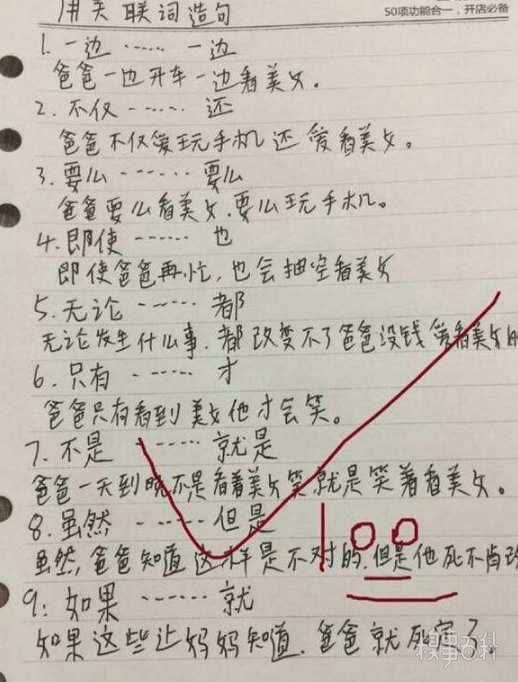 用关联词造句
50项功能合一，开店必备
1. 一边 ······ 一边
爸爸一边开车一边看美女。
2. 不仅 ······ 还
爸爸不仅爱玩手机还爱看美女。
3. 要么 ······ 要么
爸爸要么看美女.要么玩手机。
4. 即使 ······ 也
即使爸爸再忙,也会抽空看美女
5. 无论 ······ 都
无论发生什么事.都改变不了爸爸没钱爱看美女的
6. 只有 ······ 才
爸爸只有看到美女他才会笑。
7. 不是 ······ 就是
爸爸一天到晚不是看着美女笑就是笑着看美女。
8. 虽然 ······ 但是
100
虽然,爸爸知道这样是不对的.但是他死不肯改
9: 如果 ······ 就
如果这些让妈妈知道.爸爸就死定了。
糗事百科